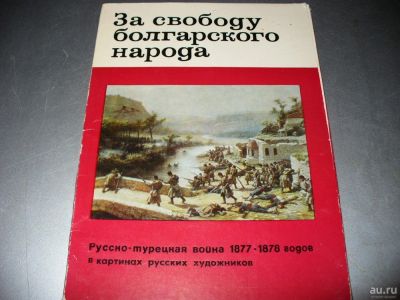 За свободу
болгарского
народа
Русско-турецкая война 1877-1878 годов
в картинах русских художников
au.ru